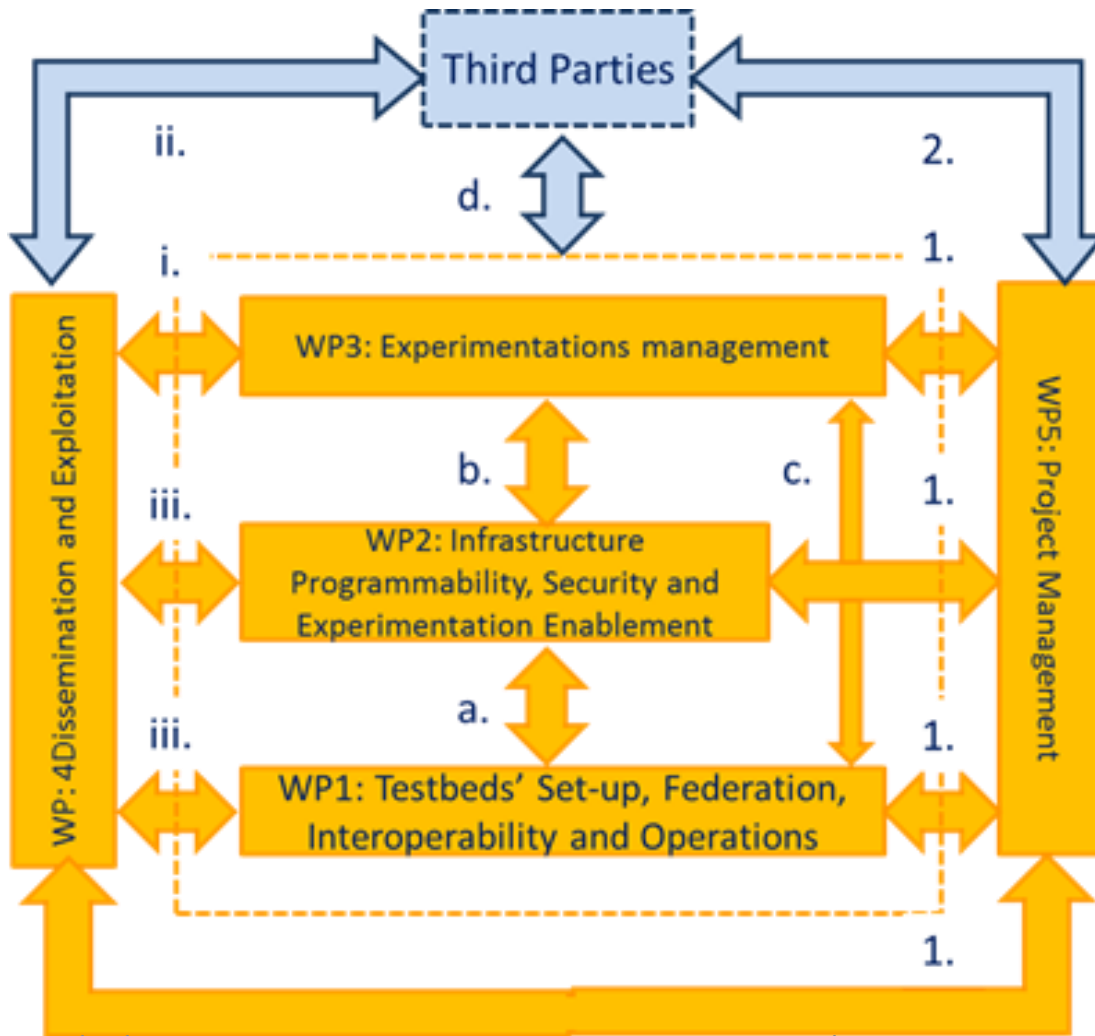 Third Parties
ii.
2.
d.
i.
1.
WP3: Experimentations management
WP: 4Dissemination and Exploitation
WP5: Project Management
b.
c.
iii.
1.
WP2: Infrastructure
Programmability, Security and
Experimentation Enablement
a.
iii.
1.
WP1: Testbeds' Set-up, Federation,
Interoperability and Operations
1.